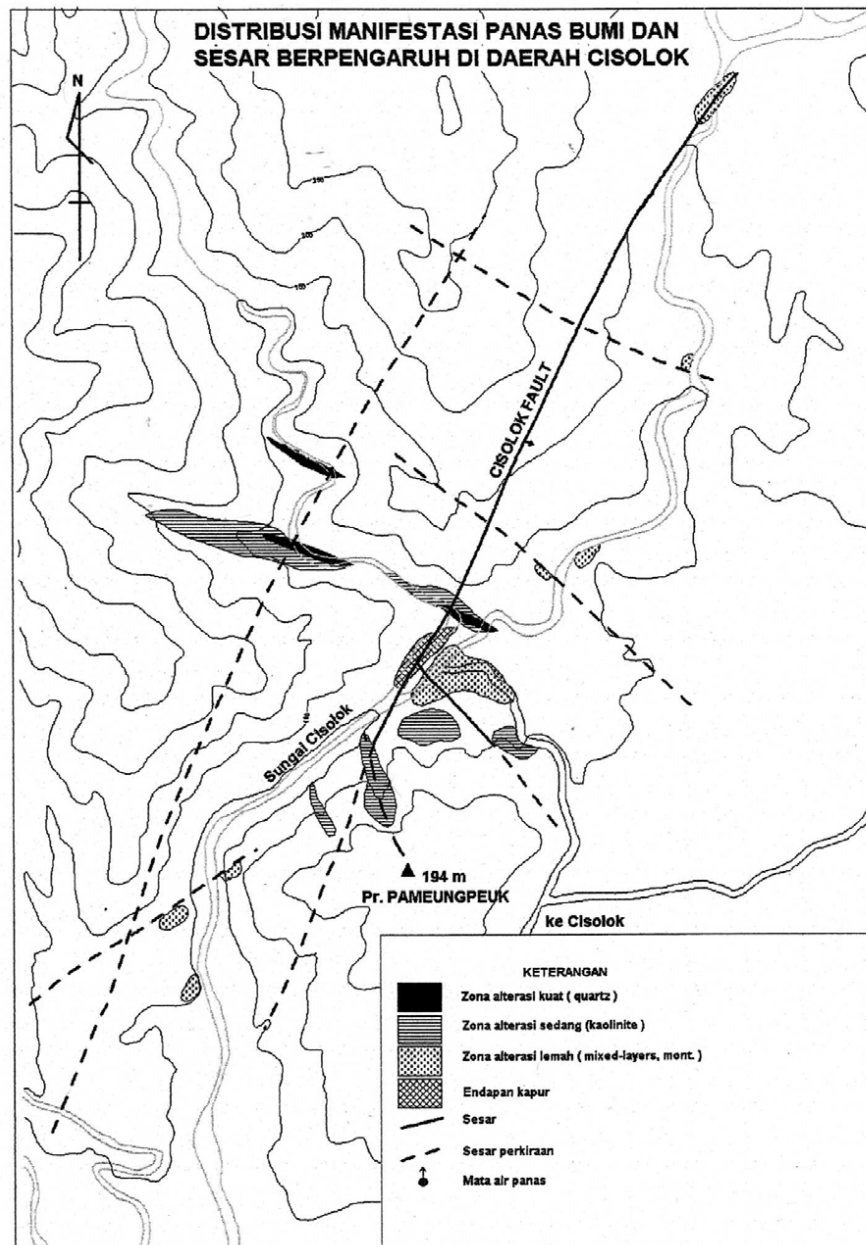 DISTRIBUSI MANIFESTASI PANAS BUMI DAN
SESAR BERPENGARUH DI DAERAH CISOLOK
N
CISOLOK FAULT
Sungai Cisolok
194 m
Pr. PAMEUNGPEUK
ke Cisolok
KETERANGAN
Zona alterasi kuat ( quartz )
Zona alterasi sedang (kaolinite )
Zona alterasi lemah ( mixed-layers, mont. )
Endapan kapur
Sesar
Sesar perkiraan
Mata air panas